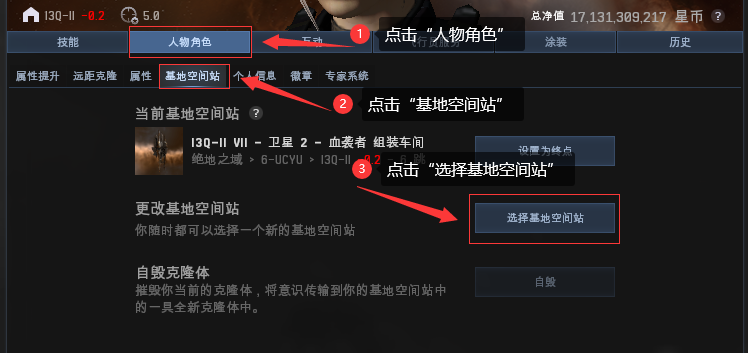 I3Q-II -0.2 5.0 总净值 17,131,309,217 星币 ?
技能 人物角色 互动 飞行员服务 涂装 历史
1 点击“人物角色”
属性提升 远距克隆 属性 基地空间站 个人信息 徽章 专家系统
2 点击“基地空间站”
当前基地空间站 ?
I3Q-II VII - 卫星 2 - 血袭者 组装车间
设置为终点
绝地之域 > 6-UCYU > I3Q-II -0.2 - 6 跳
3 点击“选择基地空间站”
更改基地空间站
选择基地空间站
你随时都可以选择一个新的基地空间站
自毁克隆体
自毁
摧毁你当前的克隆体，将意识传输到你的基地空间站中
的一具全新克隆体中。